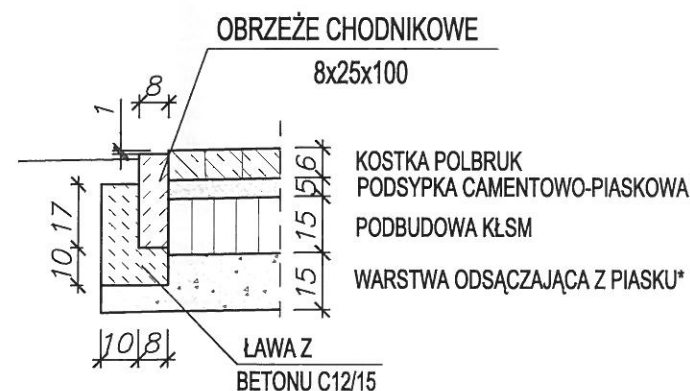 OBRZEŻE CHODNIKOWE
8x25x100
8
1
6 KOSTKA POLBRUK
5 PODSYPKA CAMENTOWO-PIASKOWA
15 PODBUDOWA KŁSM
15 WARSTWA ODSĄCZAJĄCA Z PIASKU*
17
10
10 8
ŁAWA Z
BETONU C12/15